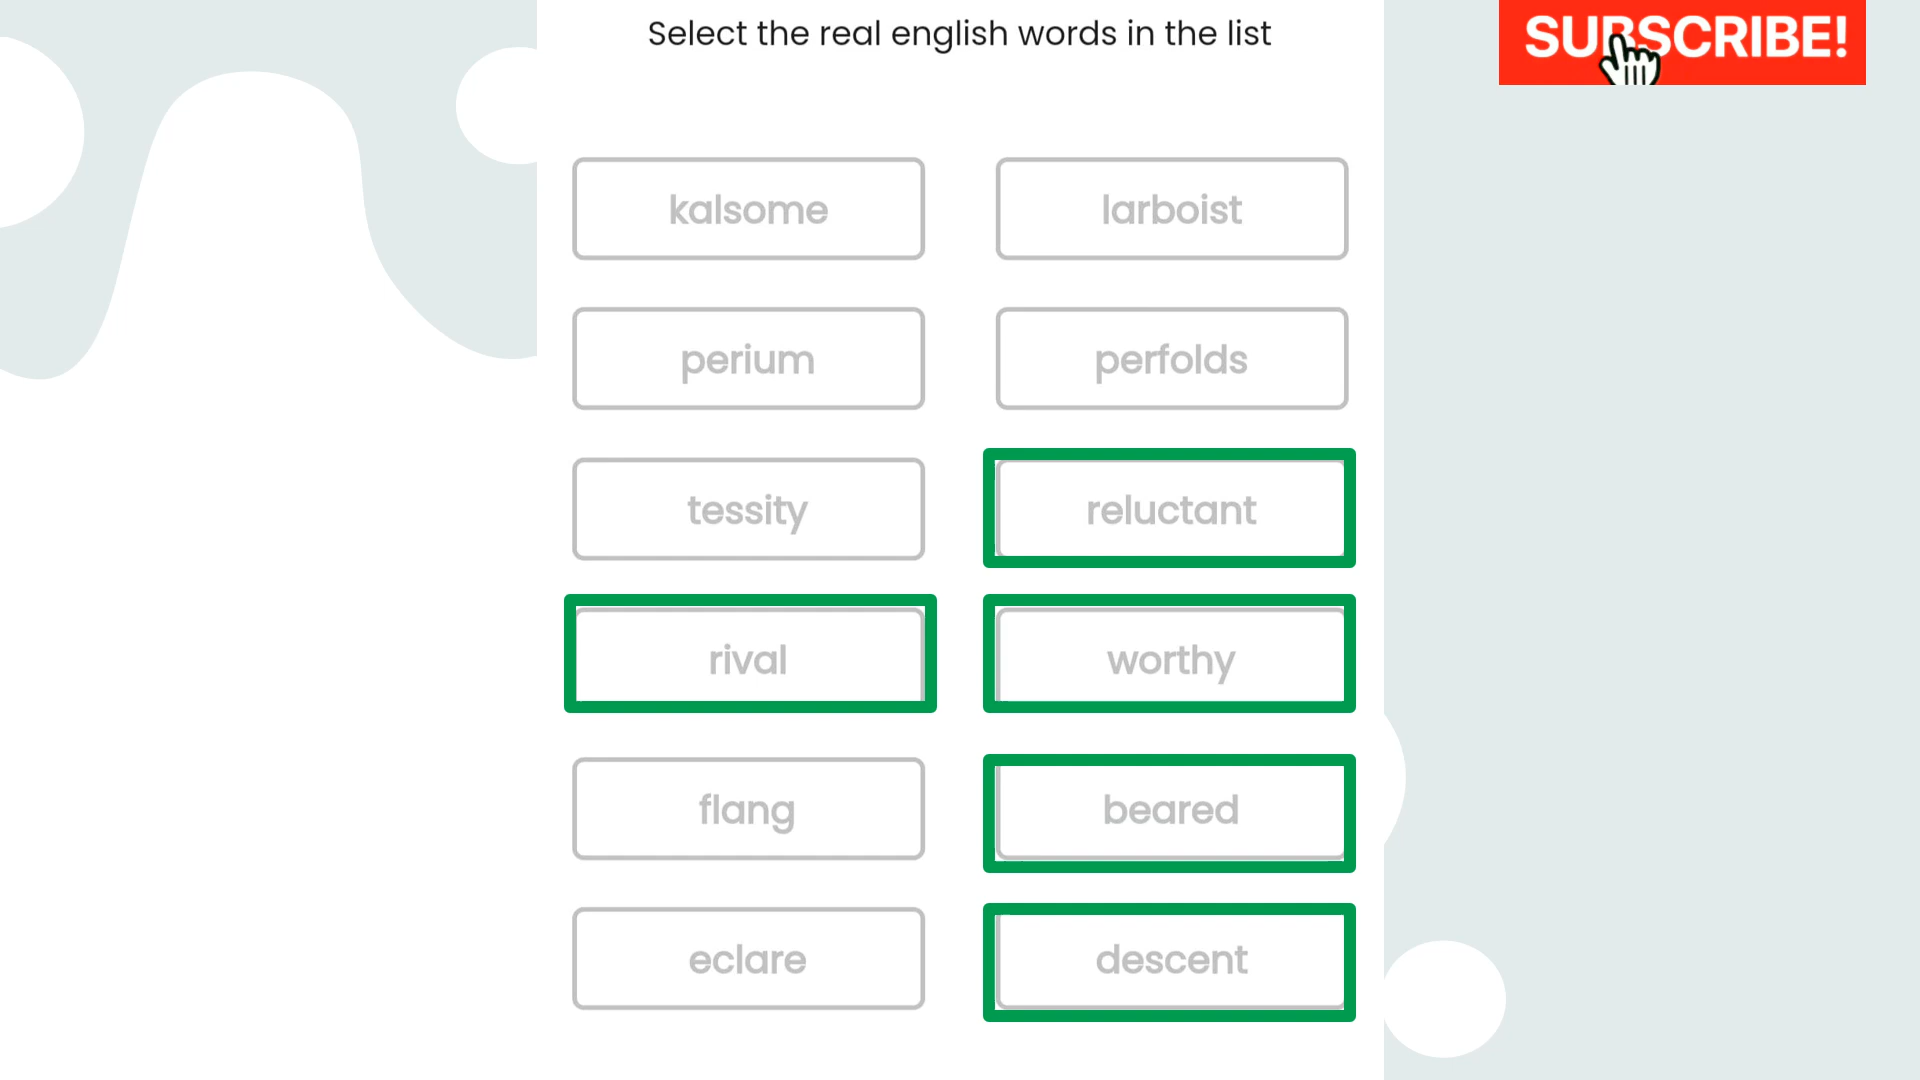 Select the real english words in the list
SUBSCRIBE!
kalsome
larboist
perium
perfolds
tessity
reluctant
rival
worthy
flang
beared
eclare
descent